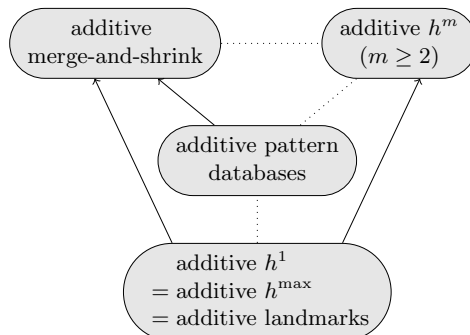 additive
merge-and-shrink
additive h^m
(m ≥ 2)
additive pattern
databases
additive h^1
= additive h^max
= additive landmarks